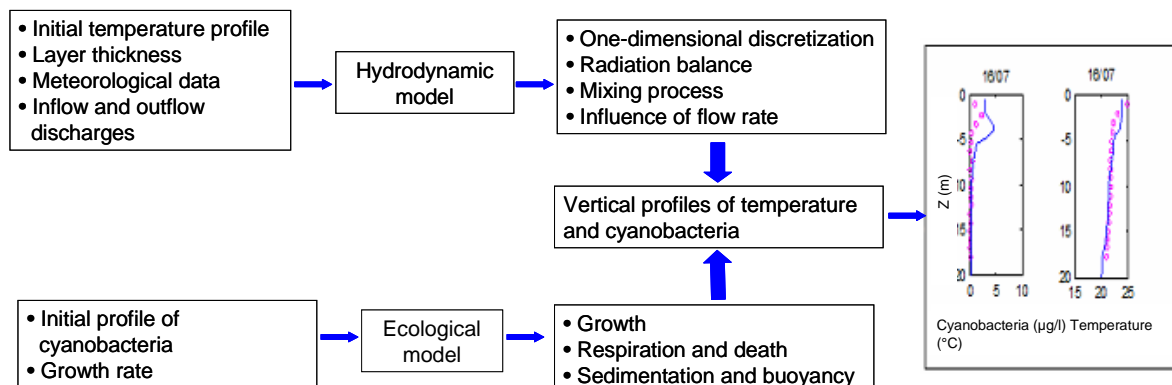 • Initial temperature profile
• Layer thickness
• Meteorological data
• Inflow and outflow
discharges
Hydrodynamic
model
• One-dimensional discretization
• Radiation balance
• Mixing process
• Influence of flow rate
Vertical profiles of temperature
and cyanobacteria
• Initial profile of
cyanobacteria
• Growth rate
Ecological
model
• Growth
• Respiration and death
• Sedimentation and buoyancy
16/07
16/07
0
-5
10
15
20
0
5
10
Z (m)
0
-5
10
15
20
15
20
25
Cyanobacteria (µg/l) Temperature
(°C)